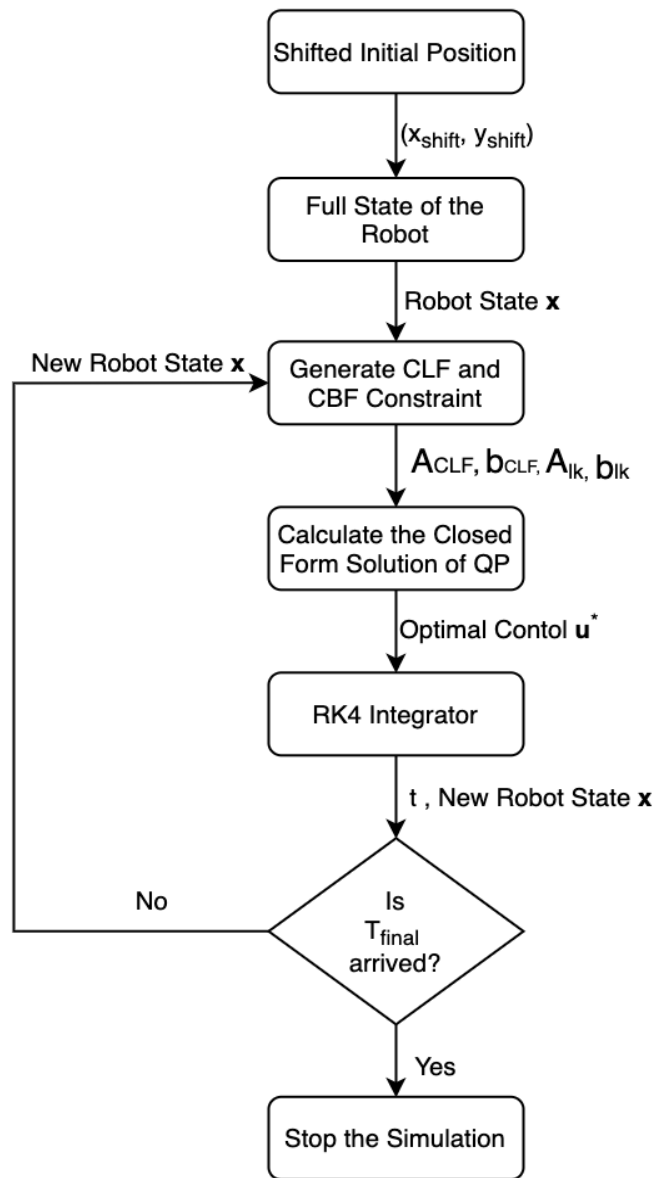 Shifted Initial Position
(xshift, yshift)
Full State of the
Robot
Robot State x
New Robot State x
Generate CLF and
CBF Constraint
ACLF, bCLF, Alk, blk
Calculate the Closed
Form Solution of QP
Optimal Contol u*
RK4 Integrator
t , New Robot State x
No
Is
Tfinal
arrived?
Yes
Stop the Simulation